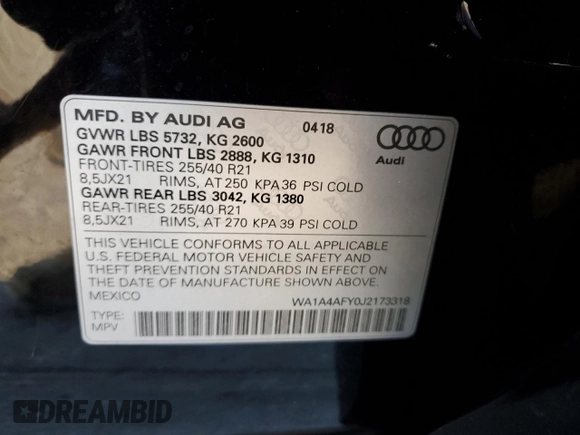 MFD. BY AUDI AG 0418
GVWR LBS 5732, KG 2600
GAWR FRONT LBS 2888, KG 1310
FRONT-TIRES 255/40 R21
8,5JX21 RIMS, AT 250 KPA 36 PSI COLD
GAWR REAR LBS 3042, KG 1380
REAR-TIRES 255/40 R21
8,5JX21 RIMS, AT 270 KPA 39 PSI COLD
Audi
THIS VEHICLE CONFORMS TO ALL APPLICABLE
U.S. FEDERAL MOTOR VEHICLE SAFETY AND
THEFT PREVENTION STANDARDS IN EFFECT ON
THE DATE OF MANUFACTURE SHOWN ABOVE.
MEXICO
WA1A4AFY0J2173318
TYPE:
MPV
DREAMBID